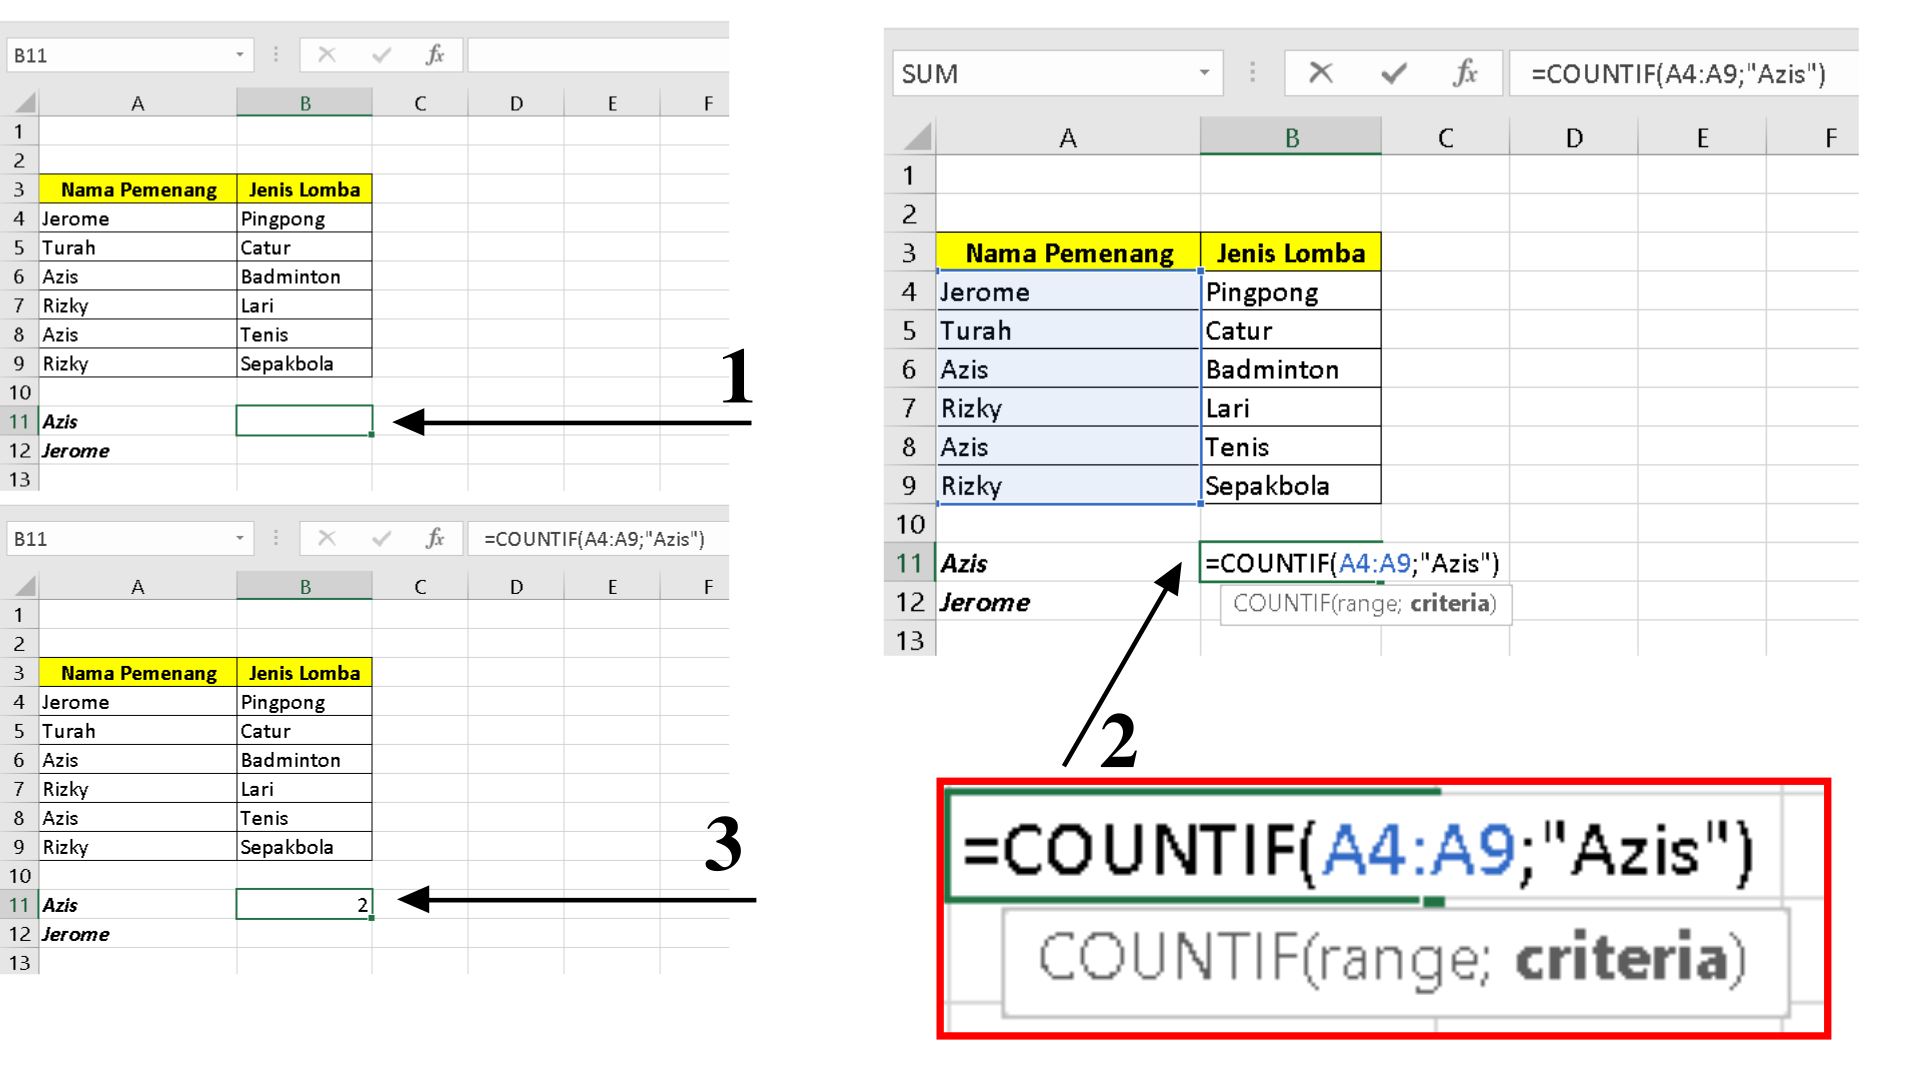 B11 fx
A B C D E F
1
2
3 Nama Pemenang Jenis Lomba
4 Jerome Pingpong
5 Turah Catur
6 Azis Badminton
7 Rizky Lari
8 Azis Tenis
9 Rizky Sepakbola
10
11 Azis
12 Jerome
13
1
SUM fx =COUNTIF(A4:A9;"Azis")
A B C D E F
1
2
3 Nama Pemenang Jenis Lomba
4 Jerome Pingpong
5 Turah Catur
6 Azis Badminton
7 Rizky Lari
8 Azis Tenis
9 Rizky Sepakbola
10
11 Azis =COUNTIF(A4:A9;"Azis")
12 Jerome COUNTIF(range; criteria)
13
2
=COUNTIF(A4:A9;"Azis")
COUNTIF(range; criteria)
B11 fx =COUNTIF(A4:A9;"Azis")
A B C D E F
1
2
3 Nama Pemenang Jenis Lomba
4 Jerome Pingpong
5 Turah Catur
6 Azis Badminton
7 Rizky Lari
8 Azis Tenis
9 Rizky Sepakbola
10
11 Azis 2
12 Jerome
13
3